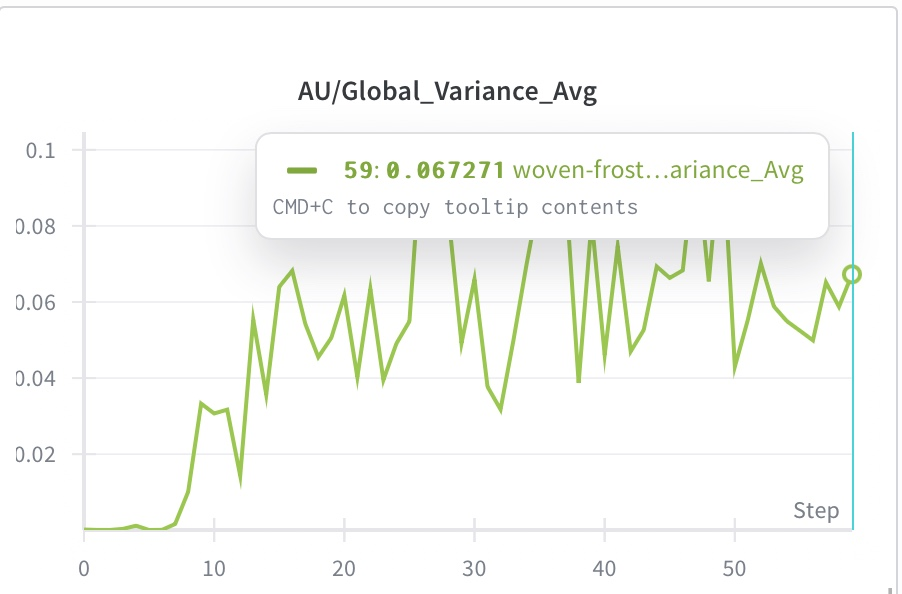 AU/Global_Variance_Avg
59: 0.067271 woven-frost...ariance_Avg
CMD+C to copy tooltip contents
0.1
0.08
0.06
0.04
0.02
Step
0
10
20
30
40
50